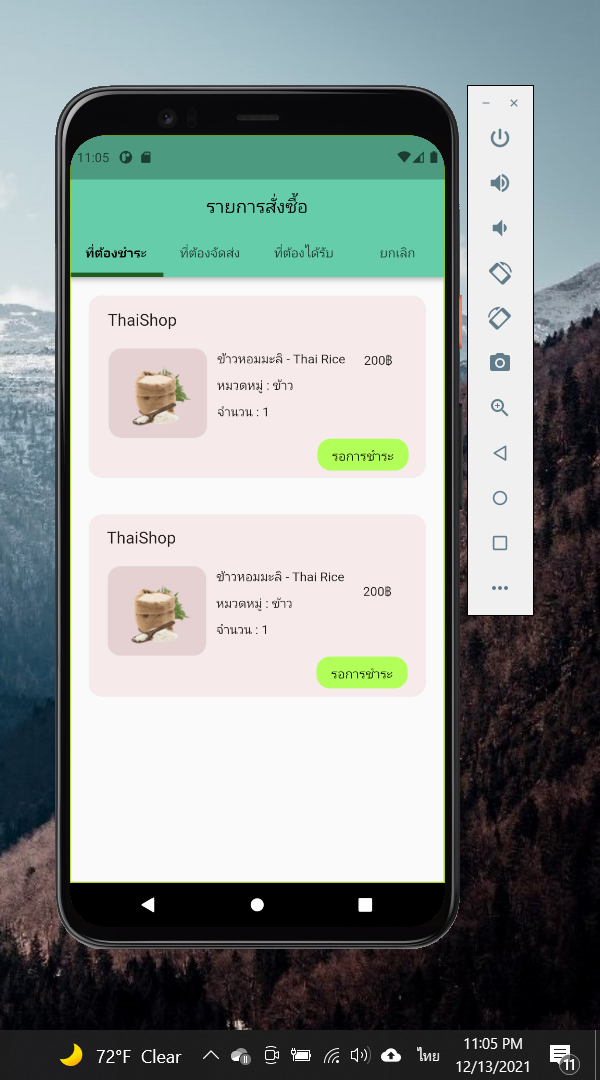 11:05
รายการสั่งซื้อ
ที่ต้องชำระ ที่ต้องจัดส่ง ที่ต้องได้รับ ยกเลิก
ThaiShop
ข้าวหอมมะลิ - Thai Rice 200฿
หมวดหมู่ : ข้าว
จำนวน : 1
รอการชำระ
ThaiShop
ข้าวหอมมะลิ - Thai Rice
200฿
หมวดหมู่ : ข้าว
จำนวน : 1
รอการชำระ
72°F Clear
ไทย
11:05 PM
12/13/2021
11